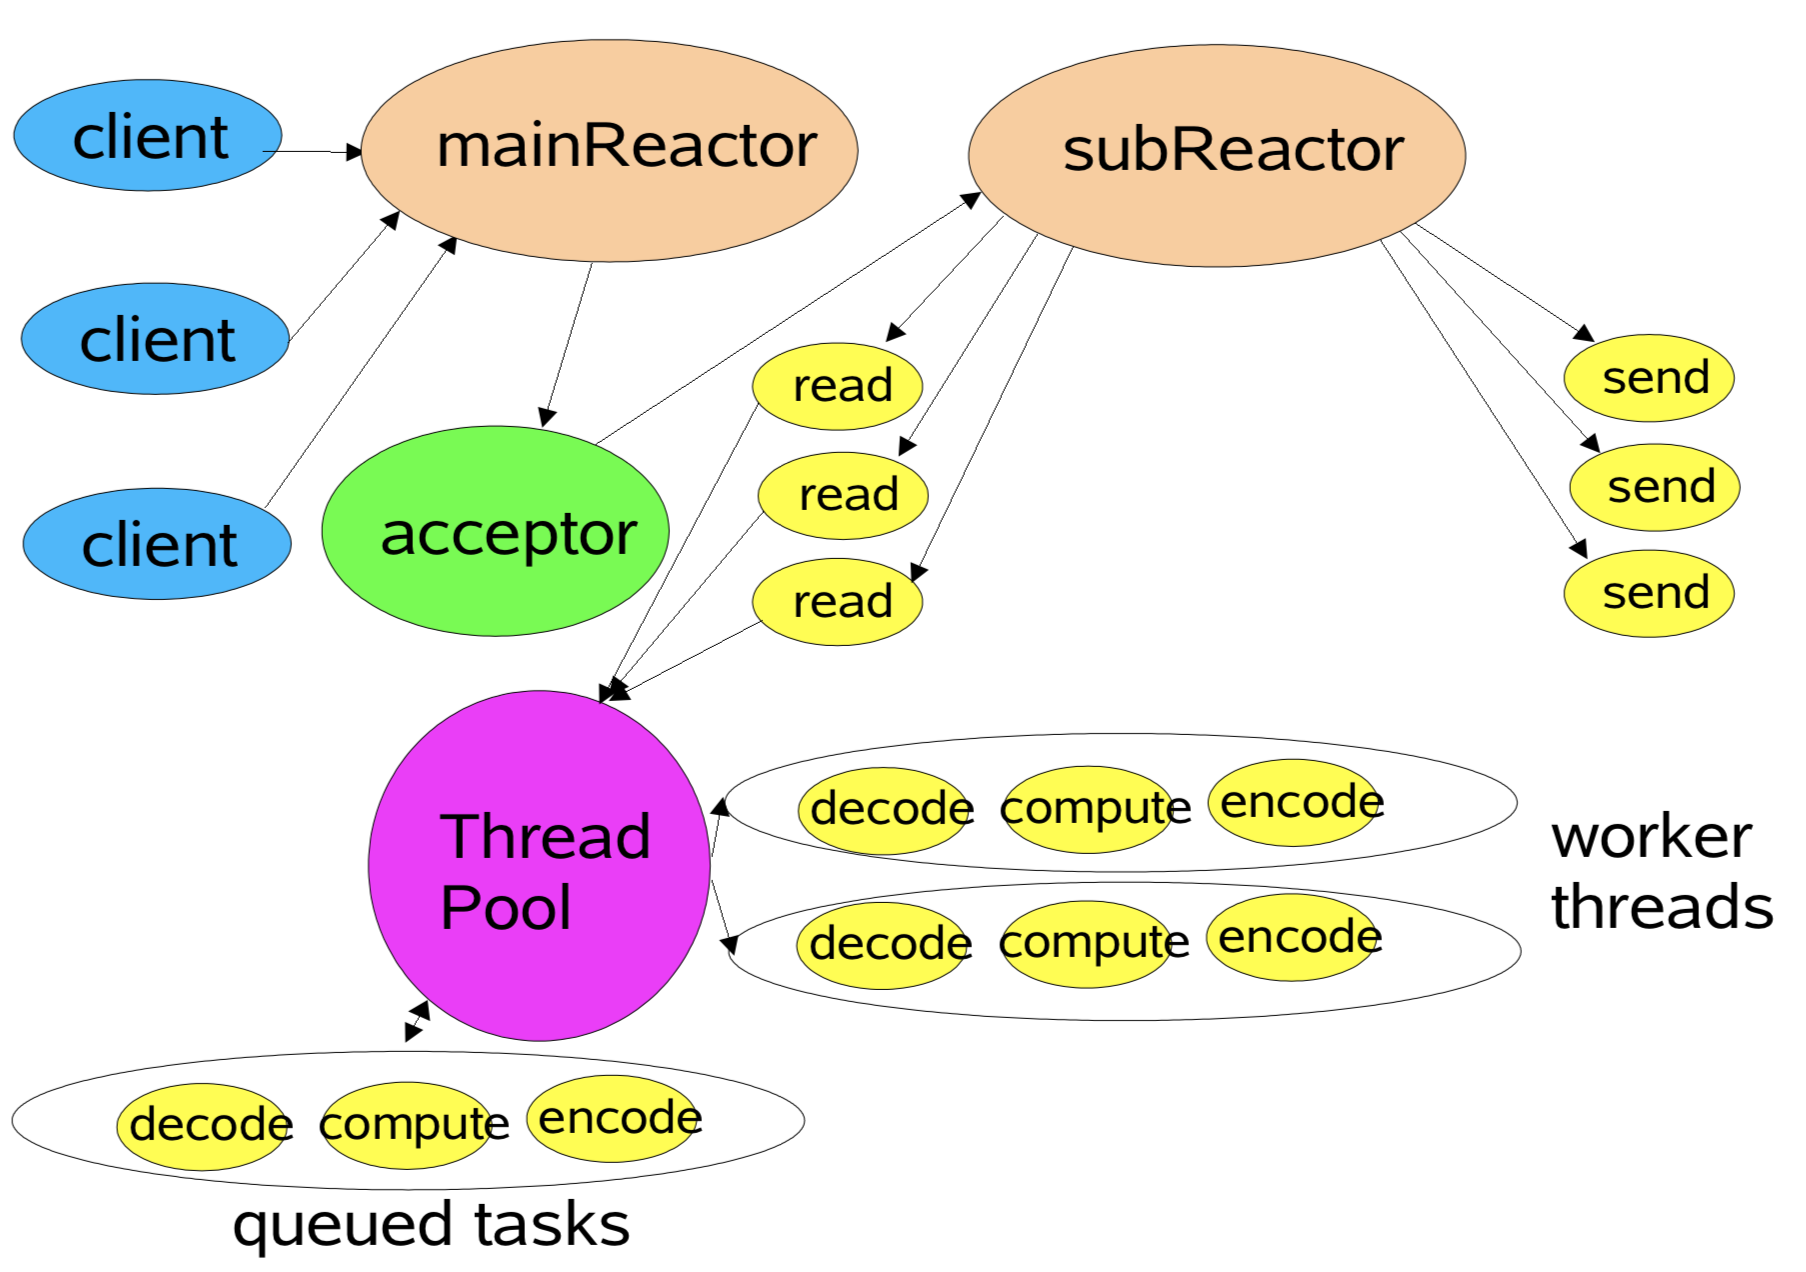 client
mainReactor
subReactor
client
client
acceptor
read
read
read
send
send
send
Thread
Pool
decode compute encode
decode compute encode
worker
threads
decode compute encode
queued tasks